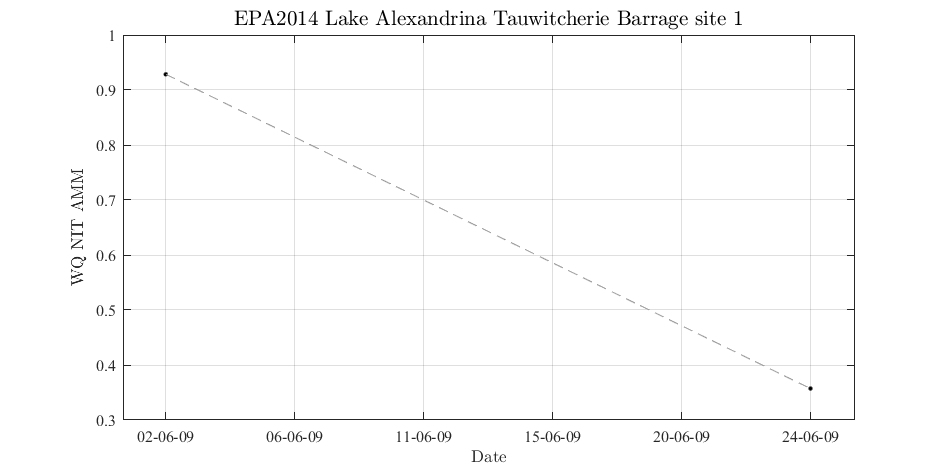 EPA2014 Lake Alexandrina Tauwitcherie Barrage site 1
1
0.9
0.8
0.7
0.6
0.5
0.4
0.3
WQ NIT AMM
02-06-09 06-06-09 11-06-09 15-06-09 20-06-09 24-06-09
Date